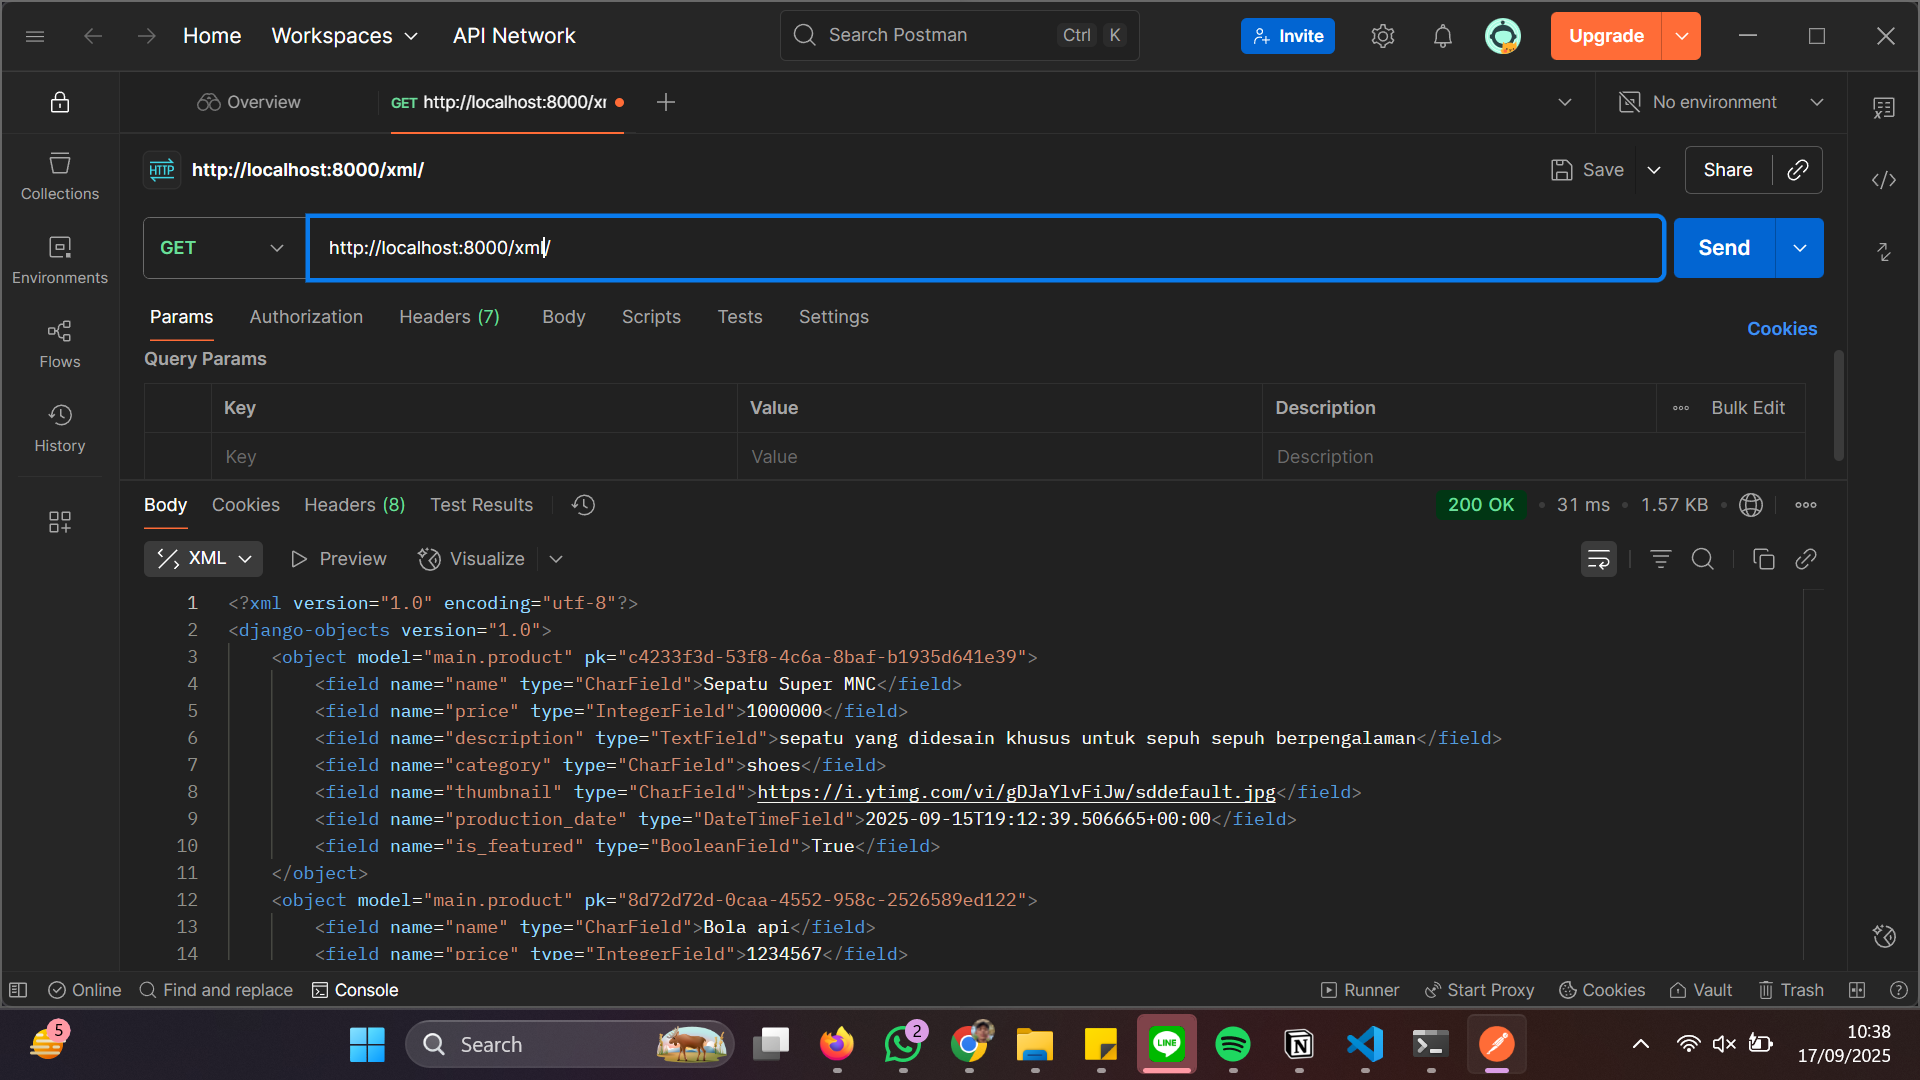 Home Workspaces API Network Search Postman Ctrl K Invite Upgrade
Overview GET http://localhost:8000/xr No environment
HTTP http://localhost:8000/xml/ Save Share
Collections
GET http://localhost:8000/xml/ Send
Environments
Params Authorization Headers (7) Body Scripts Tests Settings Cookies
Flows
Query Params
Key Value Description Bulk Edit
History
Key Value Description
Body Cookies Headers (8) Test Results 200 OK 31 ms 1.57 KB
XML Preview Visualize
1 <?xml version="1.0" encoding="utf-8"?>
2 <django-objects version="1.0">
3 <object model="main.product" pk="c4233f3d-53f8-4c6a-8baf-b1935d641e39">
4 <field name="name" type="CharField">Sepatu Super MNC</field>
5 <field name="price" type="IntegerField">1000000</field>
6 <field name="description" type="TextField">sepatu yang didesain khusus untuk sepuh sepuh berpengalaman</field>
7 <field name="category" type="CharField">shoes</field>
8 <field name="thumbnail" type="CharField">https://i.ytimg.com/vi/gDJaYlvFiJw/sddefault.jpg</field>
9 <field name="production_date" type="DateTimeField">2025-09-15T19:12:39.506665+00:00</field>
10 <field name="is_featured" type="BooleanField">True</field>
11 </object>
12 <object model="main.product" pk="8d72d72d-0caa-4552-958c-2526589ed122">
13 <field name="name" type="CharField">Bola api</field>
14 <field name="price" type="IntegerField">1234567</field>
Online Find and replace Console Runner Start Proxy Cookies Vault Trash
5 Search 2 LINE 10:38
17/09/2025